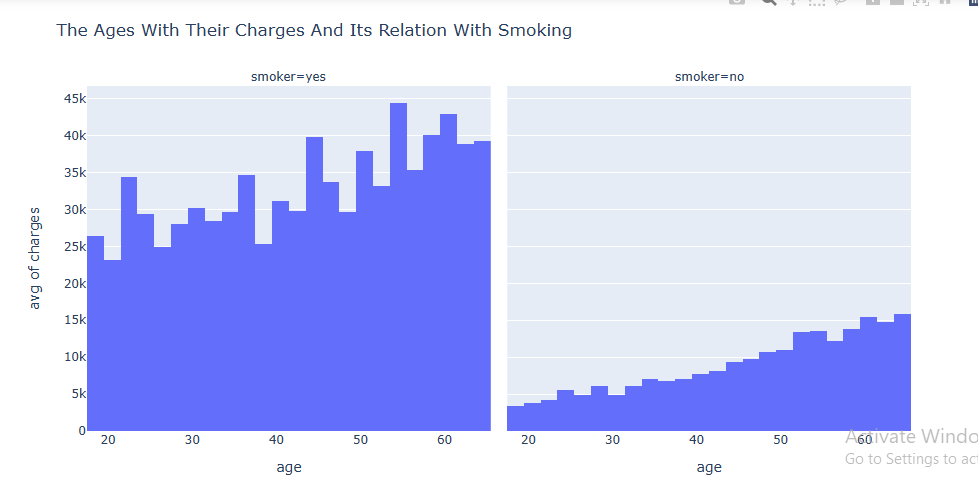 The Ages With Their Charges And Its Relation With Smoking
smoker=yes
smoker=no
avg of charges
45k
40k
35k
30k
25k
20k
15k
10k
5k
0
20 30 40 50 60
20 30 40 50 60
age
age
Activate Windo
Go to Settings to act